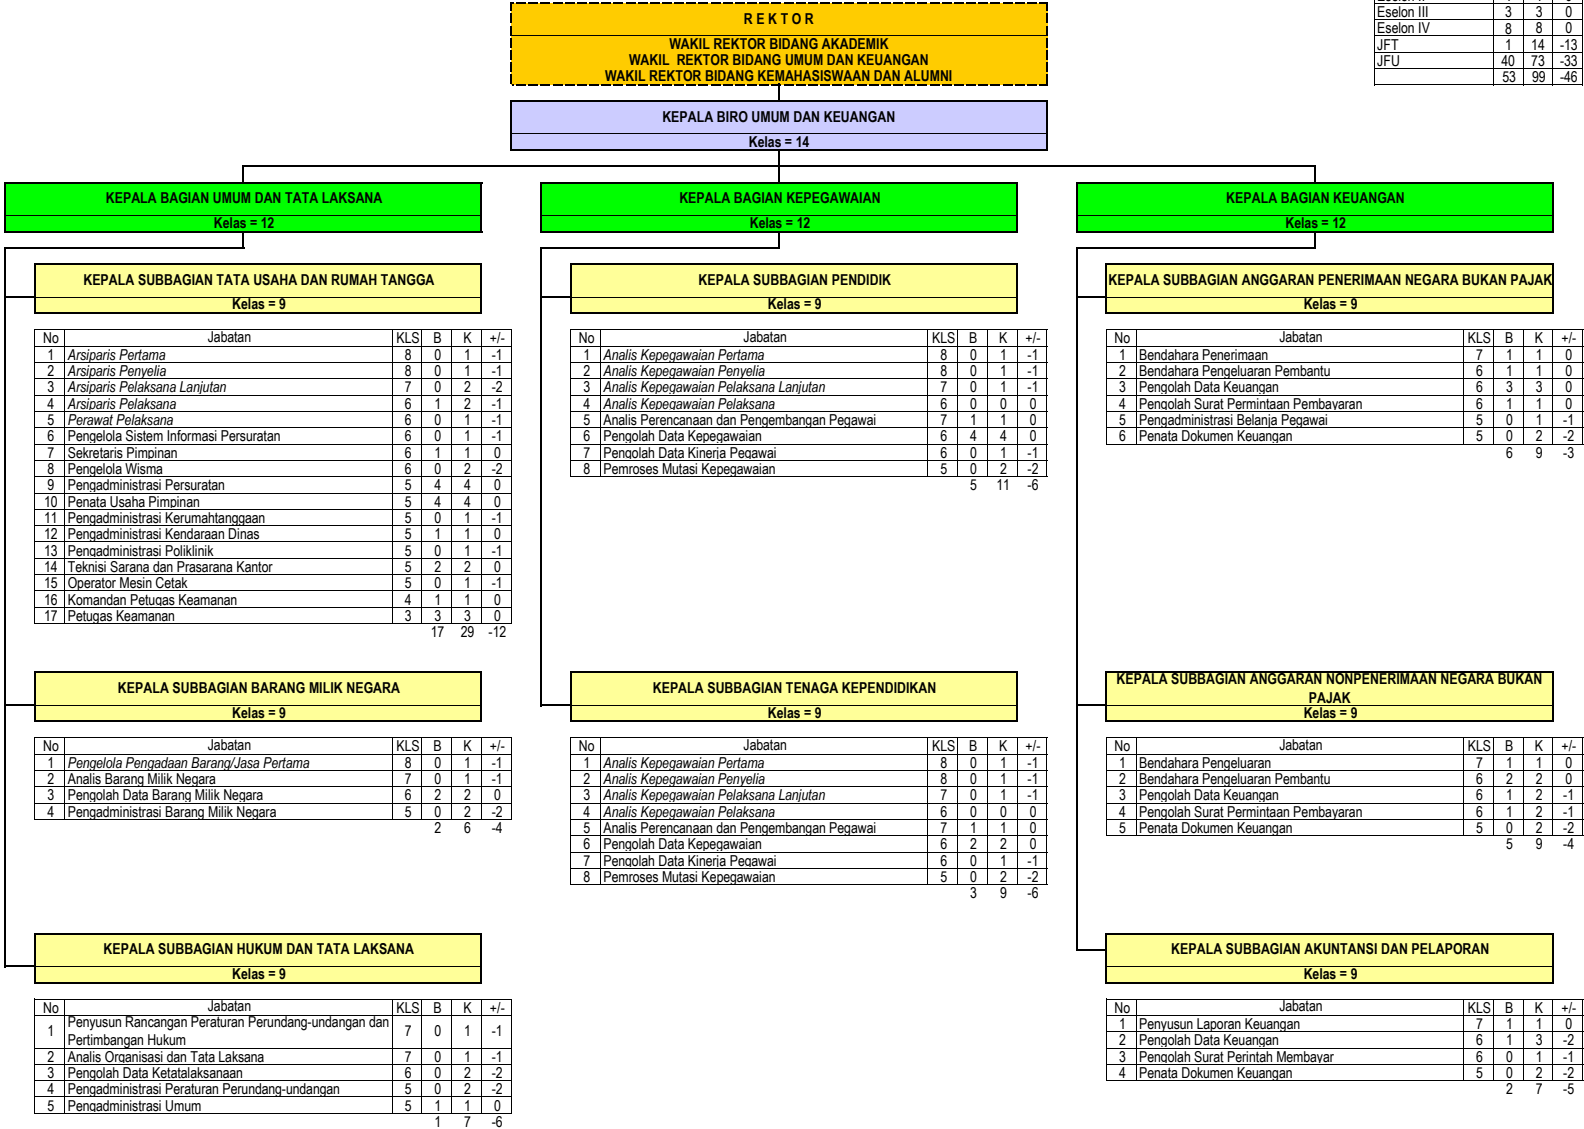 R E K T O R
WAKIL REKTOR BIDANG AKADEMIK
WAKIL REKTOR BIDANG UMUM DAN KEUANGAN
WAKIL REKTOR BIDANG KEMAHASISWAAN DAN ALUMNI
Eselon III 3 3 0
Eselon IV 8 8 0
JFT 1 14 -13
JFU 40 73 -33
53 99 -46
KEPALA BIRO UMUM DAN KEUANGAN
Kelas = 14
KEPALA BAGIAN UMUM DAN TATA LAKSANA
Kelas = 12
KEPALA SUBBAGIAN TATA USAHA DAN RUMAH TANGGA
Kelas = 9
No Jabatan KLS B K +/-
1 Arsiparis Pertama 8 0 1 -1
2 Arsiparis Penyelia 8 0 1 -1
3 Arsiparis Pelaksana Lanjutan 7 0 2 -2
4 Arsiparis Pelaksana 6 1 2 -1
5 Perawat Pelaksana 6 0 1 -1
6 Pengelola Sistem Informasi Persuratan 6 0 1 -1
7 Sekretaris Pimpinan 6 1 1 0
8 Pengelola Wisma 6 0 2 -2
9 Pengadministrasi Persuratan 5 4 4 0
10 Penata Usaha Pimpinan 5 4 4 0
11 Pengadministrasi Kerumahtanggaan 5 0 1 -1
12 Pengadministrasi Kendaraan Dinas 5 1 1 0
13 Pengadministrasi Poliklinik 5 0 1 -1
14 Teknisi Sarana dan Prasarana Kantor 5 2 2 0
15 Operator Mesin Cetak 5 0 1 -1
16 Komandan Petugas Keamanan 4 1 1 0
17 Petugas Keamanan 3 3 3 0
17 29 -12
KEPALA SUBBAGIAN BARANG MILIK NEGARA
Kelas = 9
No Jabatan KLS B K +/-
1 Pengelola Pengadaan Barang/Jasa Pertama 8 0 1 -1
2 Analis Barang Milik Negara 7 0 1 -1
3 Pengolah Data Barang Milik Negara 6 2 2 0
4 Pengadministrasi Barang Milik Negara 5 0 2 -2
2 6 -4
KEPALA SUBBAGIAN HUKUM DAN TATA LAKSANA
Kelas = 9
No Jabatan KLS B K +/-
1 Penyusun Rancangan Peraturan Perundang-undangan dan
Pertimbangan Hukum 7 0 1 -1
2 Analis Organisasi dan Tata Laksana 7 0 1 -1
3 Pengolah Data Ketatalaksanaan 6 0 2 -2
4 Pengadministrasi Peraturan Perundang-undangan 5 0 2 -2
5 Pengadministrasi Umum 5 1 1 0
1 7 -6
KEPALA BAGIAN KEPEGAWAIAN
Kelas = 12
KEPALA SUBBAGIAN PENDIDIK
Kelas = 9
No Jabatan KLS B K +/-
1 Analis Kepegawaian Pertama 8 0 1 -1
2 Analis Kepegawaian Penyelia 8 0 1 -1
3 Analis Kepegawaian Pelaksana Lanjutan 7 0 1 -1
4 Analis Kepegawaian Pelaksana 6 0 0 0
5 Analis Perencanaan dan Pengembangan Pegawai 7 1 1 0
6 Pengolah Data Kepegawaian 6 4 4 0
7 Pengolah Data Kinerja Pegawai 6 0 1 -1
8 Pemroses Mutasi Kepegawaian 5 0 2 -2
5 11 -6
KEPALA SUBBAGIAN TENAGA KEPENDIDIKAN
Kelas = 9
No Jabatan KLS B K +/-
1 Analis Kepegawaian Pertama 8 0 1 -1
2 Analis Kepegawaian Penyelia 8 0 1 -1
3 Analis Kepegawaian Pelaksana Lanjutan 7 0 1 -1
4 Analis Kepegawaian Pelaksana 6 0 0 0
5 Analis Perencanaan dan Pengembangan Pegawai 7 1 1 0
6 Pengolah Data Kepegawaian 6 2 2 0
7 Pengolah Data Kinerja Pegawai 6 0 1 -1
8 Pemroses Mutasi Kepegawaian 5 0 2 -2
3 9 -6
KEPALA BAGIAN KEUANGAN
Kelas = 12
KEPALA SUBBAGIAN ANGGARAN PENERIMAAN NEGARA BUKAN PAJAK
Kelas = 9
No Jabatan KLS B K +/-
1 Bendahara Penerimaan 7 1 1 0
2 Bendahara Pengeluaran Pembantu 6 1 1 0
3 Pengolah Data Keuangan 6 3 3 0
4 Pengolah Surat Permintaan Pembayaran 6 1 1 0
5 Pengadministrasi Belanja Pegawai 5 0 1 -1
6 Penata Dokumen Keuangan 5 0 2 -2
6 9 -3
KEPALA SUBBAGIAN ANGGARAN NONPENERIMAAN NEGARA BUKAN
PAJAK
Kelas = 9
No Jabatan KLS B K +/-
1 Bendahara Pengeluaran 7 1 1 0
2 Bendahara Pengeluaran Pembantu 6 2 2 0
3 Pengolah Data Keuangan 6 1 2 -1
4 Pengolah Surat Permintaan Pembayaran 6 1 2 -1
5 Penata Dokumen Keuangan 5 0 2 -2
5 9 -4
KEPALA SUBBAGIAN AKUNTANSI DAN PELAPORAN
Kelas = 9
No Jabatan KLS B K +/-
1 Penyusun Laporan Keuangan 7 1 1 0
2 Pengolah Data Keuangan 6 1 3 -2
3 Pengolah Surat Perintah Membayar 6 0 1 -1
4 Penata Dokumen Keuangan 5 0 2 -2
2 7 -5